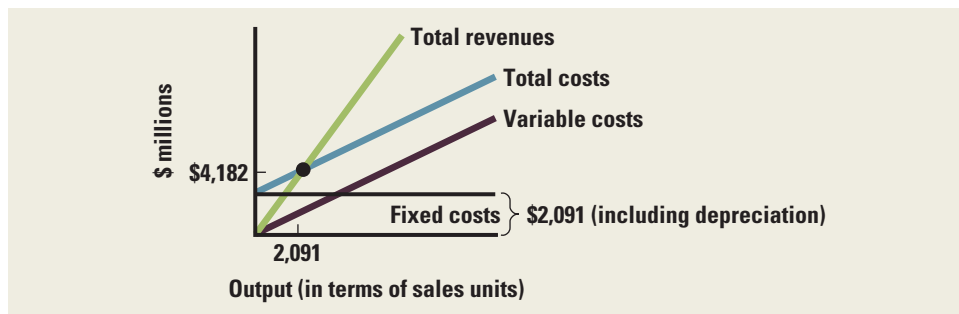 Total revenues
Total costs
Variable costs
$ millions
$4,182
Fixed costs
$2,091 (including depreciation)
2,091
Output (in terms of sales units)